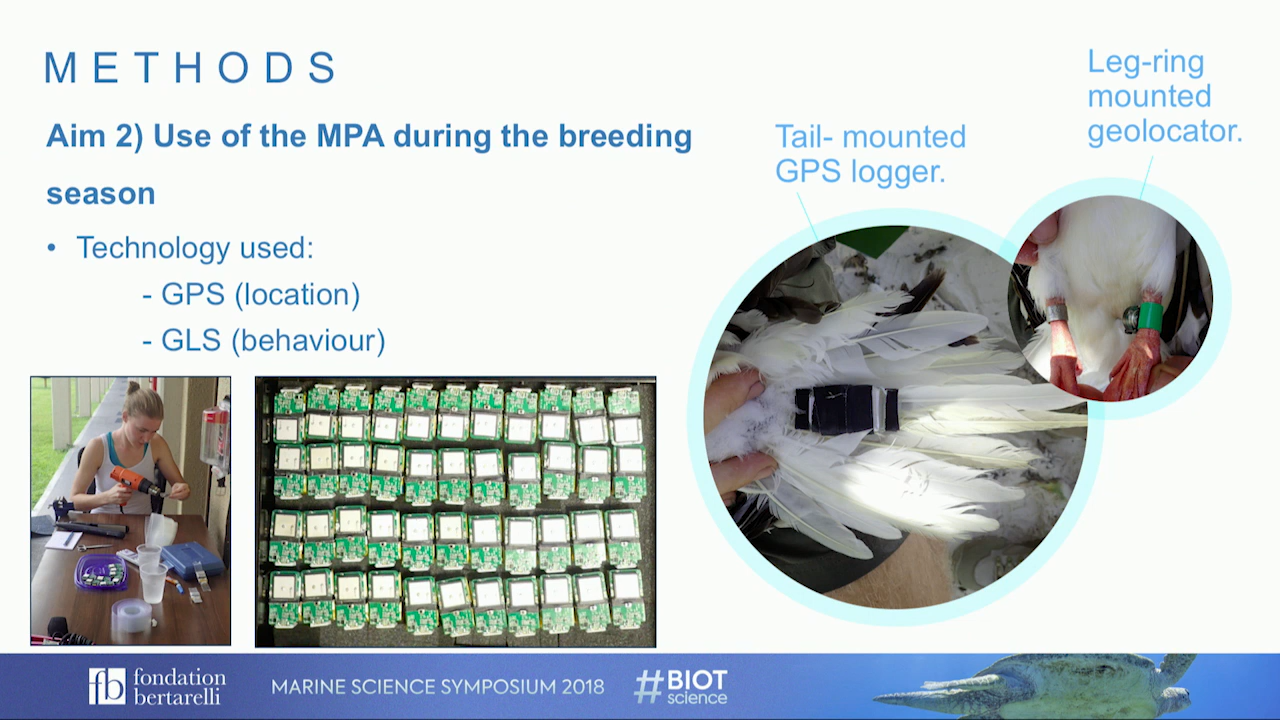 METHODS
Aim 2) Use of the MPA during the breeding
season
• Technology used:
- GPS (location)
- GLS (behaviour)
Tail- mounted
GPS logger.
Leg-ring
mounted
geolocator.
fb fondation
bertarelli
MARINE SCIENCE SYMPOSIUM 2018
#BIOT
science